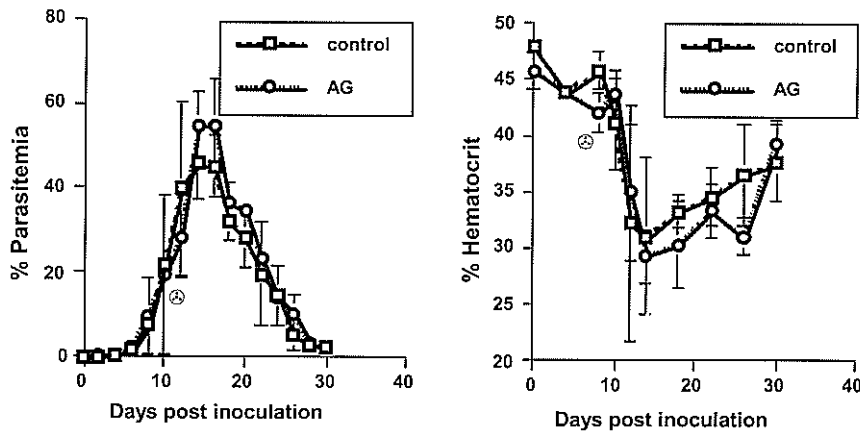 80
60
40
20
0
% Parasitemia
0 10 20 30 40
Days post inoculation
control
AG
50
45
40
35
30
25
20
% Hematocrit
0 10 20 30 40
Days post inoculation
control
AG